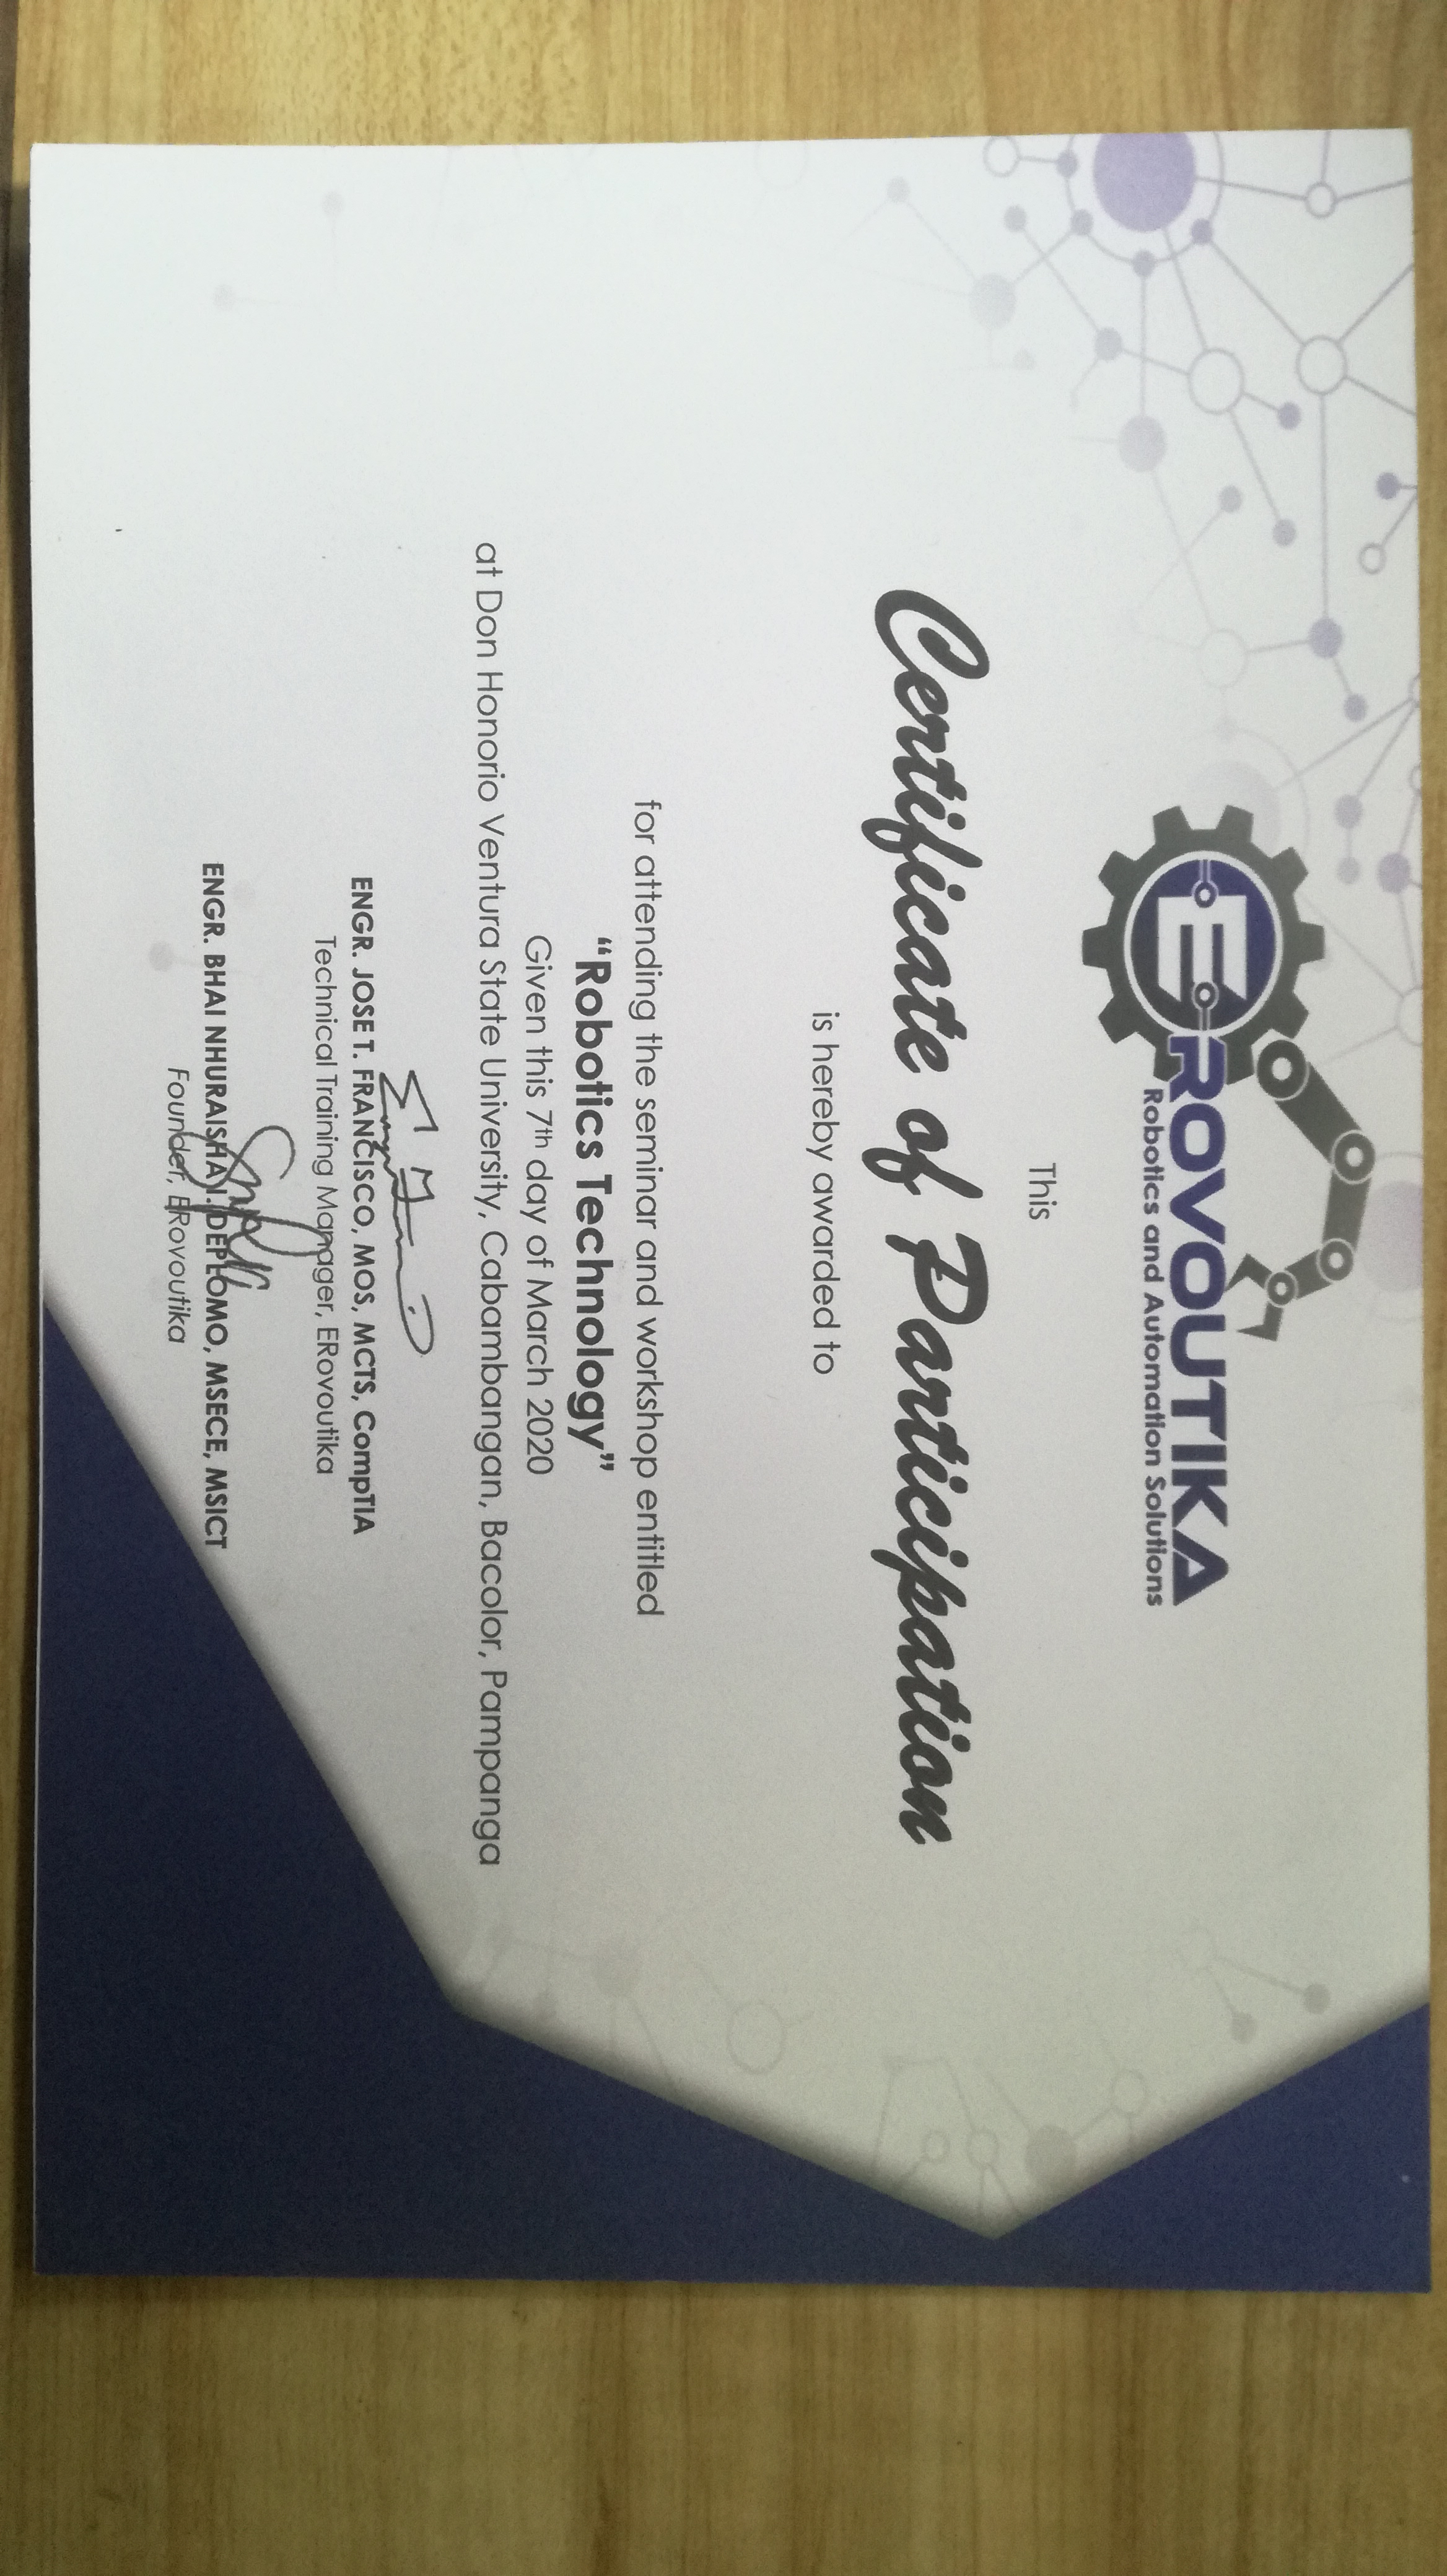 EROVOUTIKA
Robotics and Automation Solutions
This
Certificate of Participation
is hereby awarded to
for attending the seminar and workshop entitled
“Robotics Technology”
Given this 7th day of March 2020
at Don Honorio Ventura State University, Cabambangan, Bacolor, Pampanga
ENGR. JOSE T. FRANCISCO, MOS, MCTS, CompTIA
Technical Training Manager, ERovoutika
ENGR. BHAI NHURAISHA I. DEPLOMO, MSECE, MSICT
Founder, ERovoutika